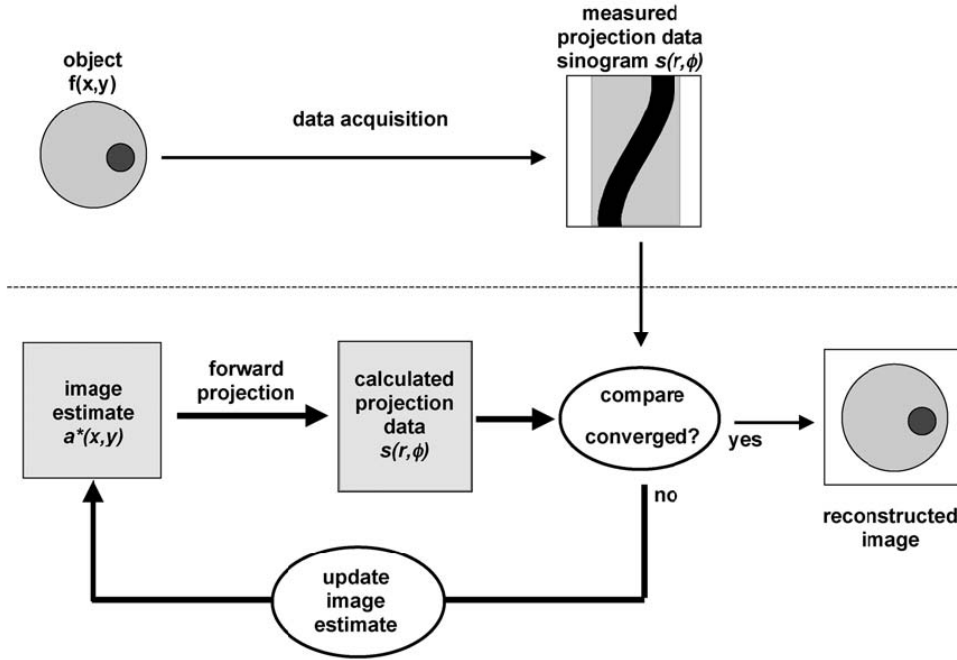 object
f(x,y)
data acquisition
measured
projection data
sinogram s(r,ϕ)
image
estimate
a*(x,y)
forward
projection
calculated
projection
data
s(r,ϕ)
compare
converged?
yes
no
reconstructed
image
update
image
estimate